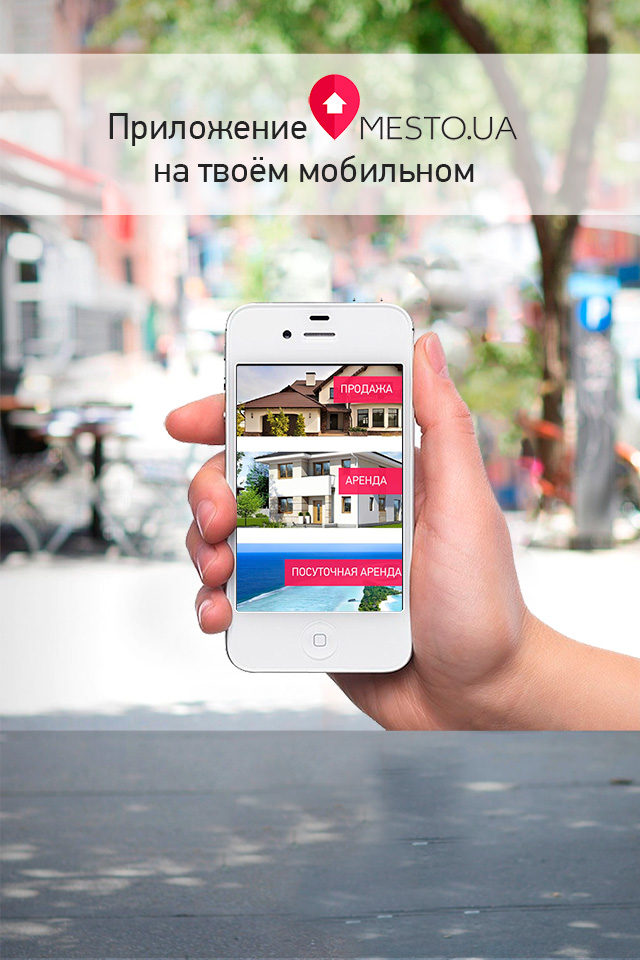 Приложение MESTO.UA
на твоём мобильном
ПРОДАЖА
АРЕНДА
ПОСУТОЧНАЯ АРЕНДА